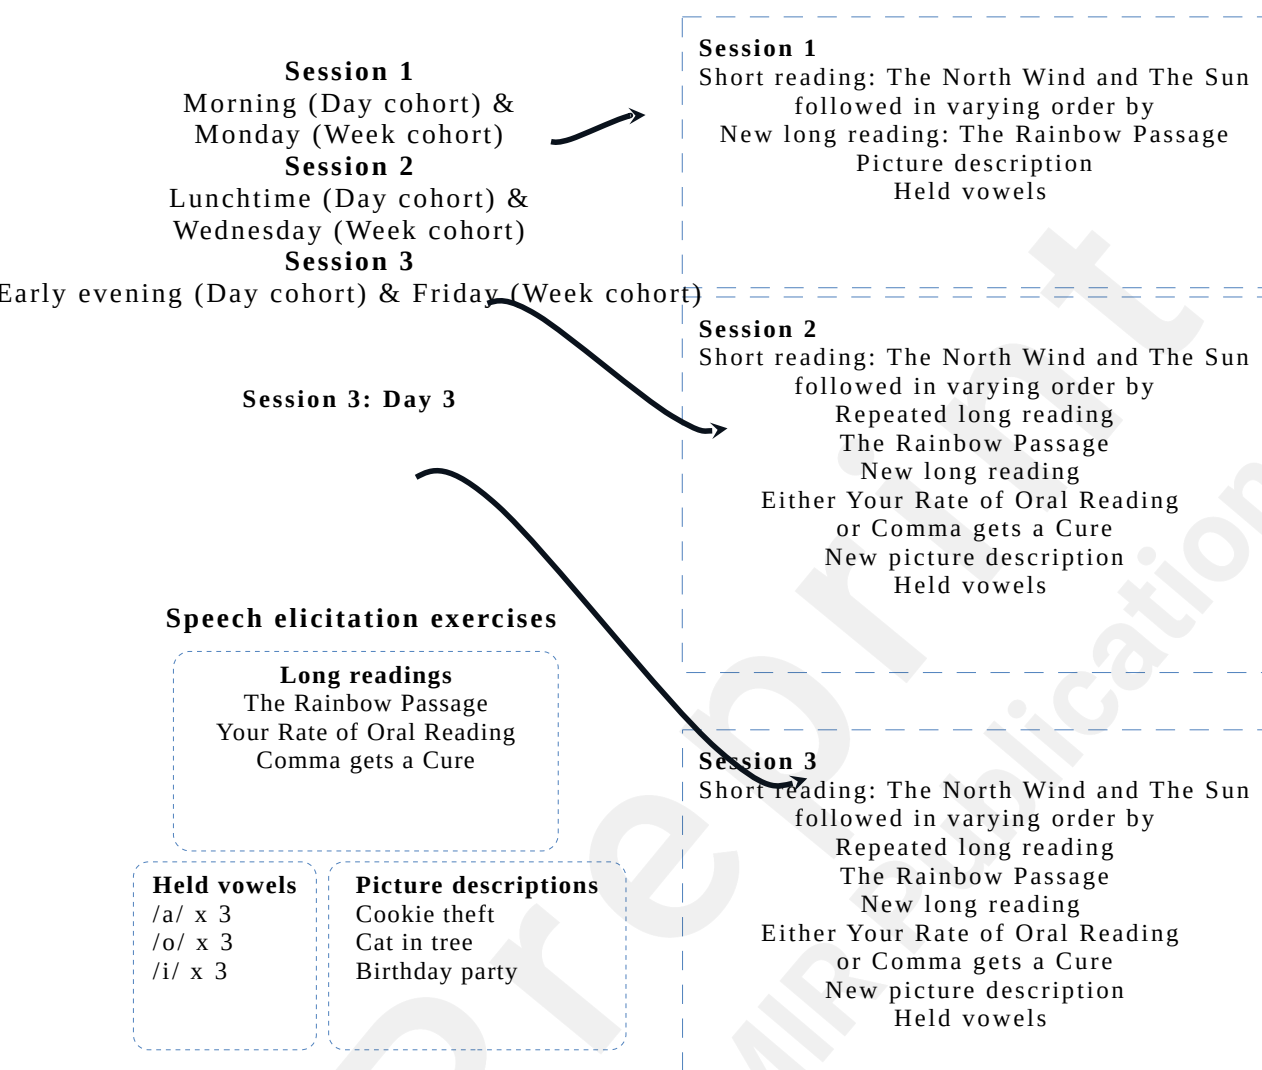 Session 1
Morning (Day cohort) &
Monday (Week cohort)
Session 2
Lunchtime (Day cohort) &
Wednesday (Week cohort)
Session 3
Early evening (Day cohort) & Friday (Week cohort)
Session 3: Day 3
Speech elicitation exercises
Long readings
The Rainbow Passage
Your Rate of Oral Reading
Comma gets a Cure
Held vowels
/a/ x 3
/o/ x 3
/i/ x 3
Picture descriptions
Cookie theft
Cat in tree
Birthday party
Session 1
Short reading: The North Wind and The Sun
followed in varying order by
New long reading: The Rainbow Passage
Picture description
Held vowels
Session 2
Short reading: The North Wind and The Sun
followed in varying order by
Repeated long reading
The Rainbow Passage
New long reading
Either Your Rate of Oral Reading
or Comma gets a Cure
New picture description
Held vowels
Session 3
Short reading: The North Wind and The Sun
followed in varying order by
Repeated long reading
The Rainbow Passage
New long reading
Either Your Rate of Oral Reading
or Comma gets a Cure
New picture description
Held vowels
Preprint
JMIR Publication